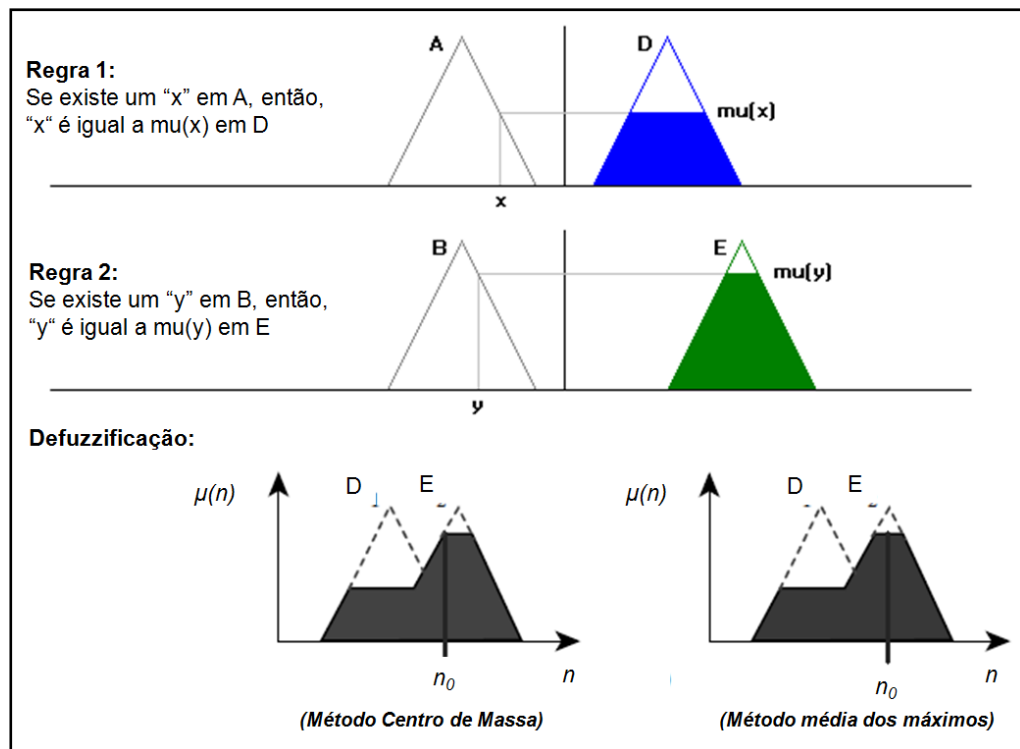 Regra 1:
Se existe um “x” em A, então,
“x“ é igual a mu(x) em D
A
D
mu(x)
x
Regra 2:
Se existe um “y” em B, então,
“y“ é igual a mu(y) em E
B
E
mu(y)
y
Defuzzificação:
μ(n)
D
E
n
n0
(Método Centro de Massa)
μ(n)
D
E
n
n0
(Método média dos máximos)